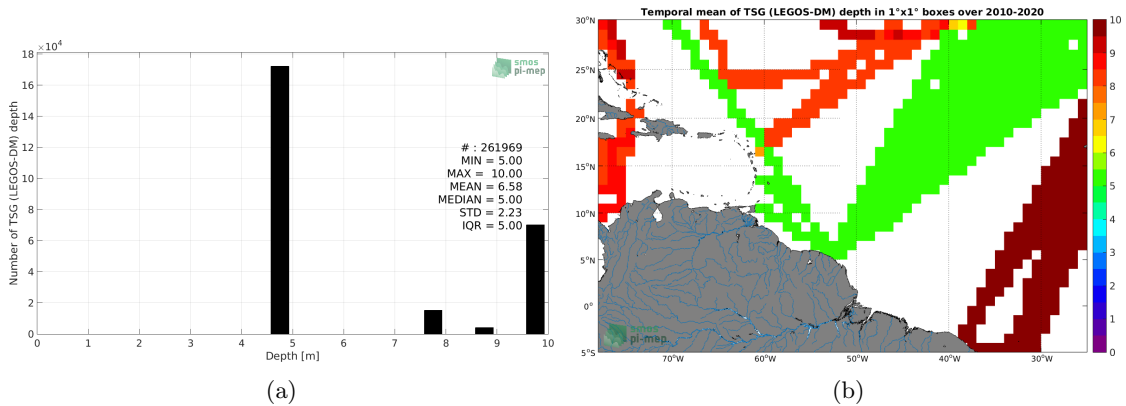 ×10⁴
18
16
14
12
10
8
6
4
2
0
Number of TSG (LEGOS-DM) depth
smos
pi-mep
# : 261969
MIN = 5.00
MAX = 10.00
MEAN = 6.58
MEDIAN = 5.00
STD = 2.23
IQR = 5.00
0 1 2 3 4 5 6 7 8 9 10
Depth [m]
(a)
Temporal mean of TSG (LEGOS-DM) depth in 1°x1° boxes over 2010-2020
30°N
25°N
20°N
15°N
10°N
5°N
0°
5°S
70°W 60°W 50°W 40°W 30°W
smos
pi-mep
10
9
8
7
6
5
4
3
2
1
0
(b)